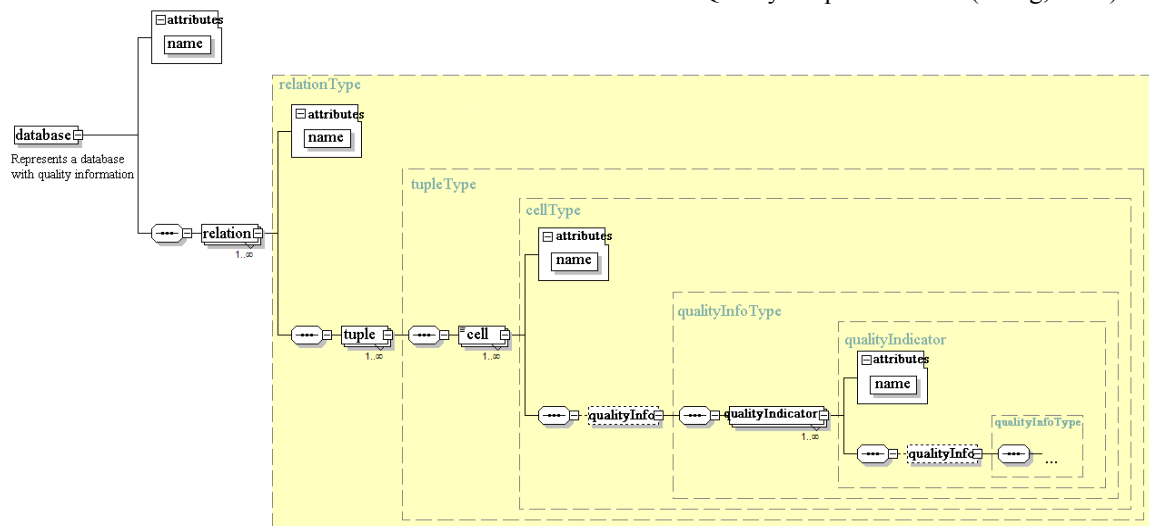 attributes
name
relationType
attributes
name
database
Represents a database
with quality information
tupleType
cellType
attributes
name
relation
1..∞
qualityInfoType
tuple
1..∞
cell
1..∞
qualityIndicator
attributes
name
qualityInfo
qualityIndicator
1..∞
qualityInfoType
qualityInfo
...